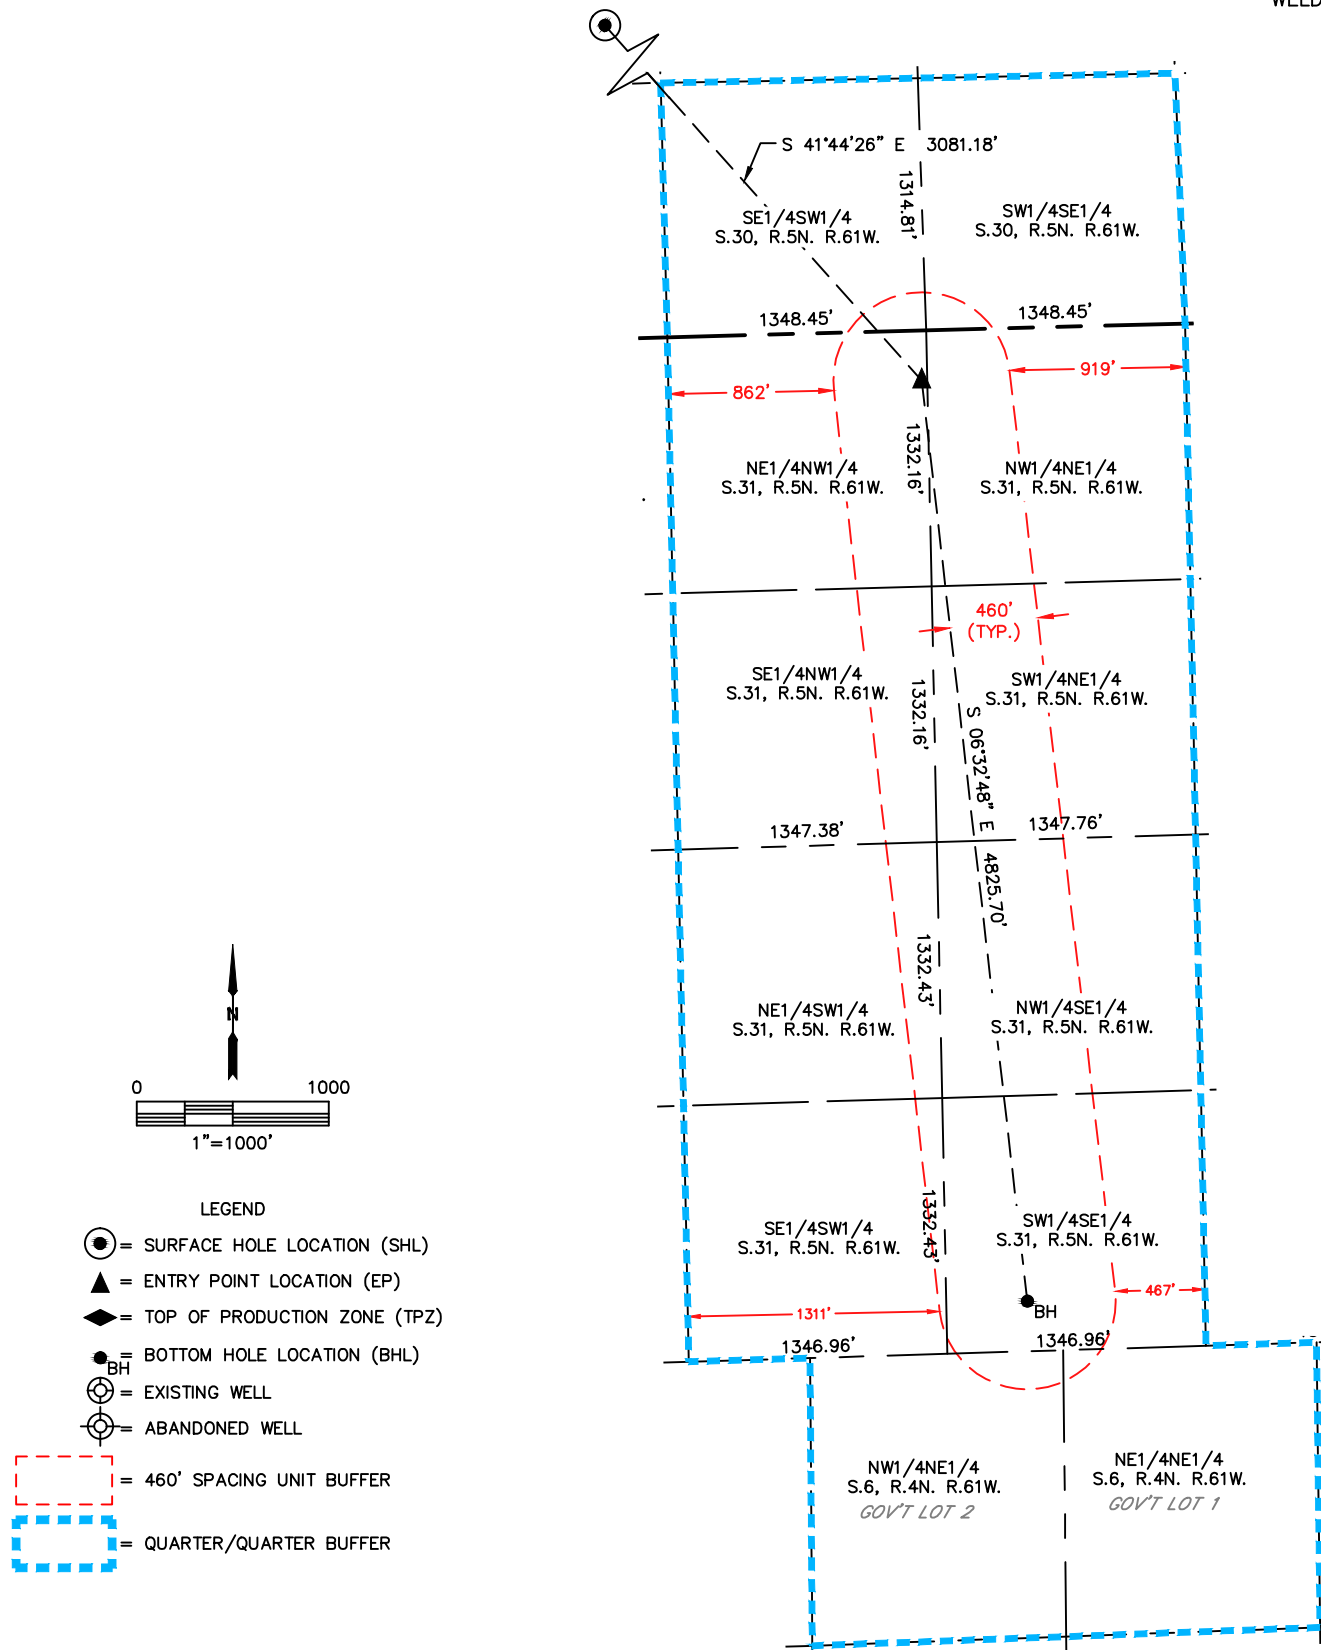 WELD
S 41°44'26" E 3081.18'
1314.81'
SE1/4SW1/4
S.30, R.5N. R.61W.
SW1/4SE1/4
S.30, R.5N. R.61W.
1348.45'
1348.45'
862'
919'
1332.16'
NE1/4NW1/4
S.31, R.5N. R.61W.
NW1/4NE1/4
S.31, R.5N. R.61W.
460'
(TYP.)
SE1/4NW1/4
S.31, R.5N. R.61W.
SW1/4NE1/4
S.31, R.5N. R.61W.
1332.16'
S 06°32'48" E 4825.70'
1347.38'
1347.76'
1332.43'
NE1/4SW1/4
S.31, R.5N. R.61W.
NW1/4SE1/4
S.31, R.5N. R.61W.
N
0 1000
1"=1000'
1332.43'
SE1/4SW1/4
S.31, R.5N. R.61W.
SW1/4SE1/4
S.31, R.5N. R.61W.
1311'
467'
BH
1346.96'
1346.96'
NW1/4NE1/4
S.6, R.4N. R.61W.
GOV'T LOT 2
NE1/4NE1/4
S.6, R.4N. R.61W.
GOV'T LOT 1
LEGEND
= SURFACE HOLE LOCATION (SHL)
= ENTRY POINT LOCATION (EP)
= TOP OF PRODUCTION ZONE (TPZ)
BH = BOTTOM HOLE LOCATION (BHL)
= EXISTING WELL
= ABANDONED WELL
= 460' SPACING UNIT BUFFER
= QUARTER/QUARTER BUFFER